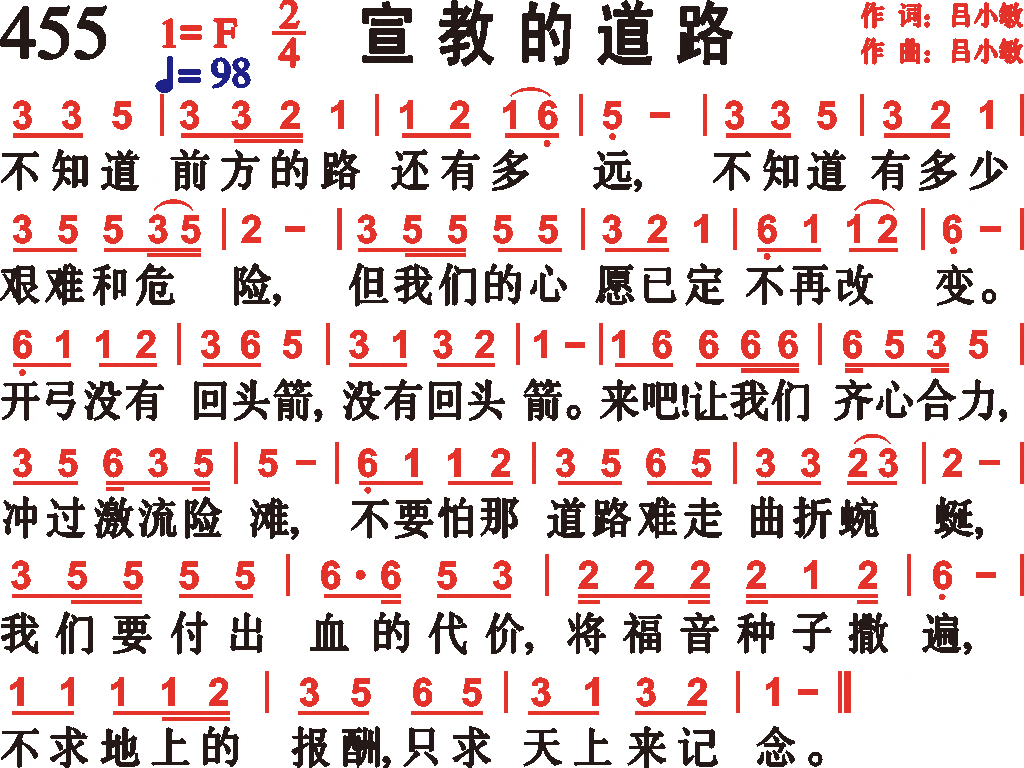 455 1=F 2/4 宣教的道路 作 词：吕小敏
♩=98 作 曲：吕小敏
3 3 5 | 3 3 2 1 | 1 2 1 6 | 5 – | 3 3 5 | 3 2 1 |
不知道 前方的路 还有多 远, 不知道 有多少
3 5 5 3 5 | 2 – | 3 5 5 5 5 | 3 2 1 | 6 1 1 2 | 6 – |
艰难和危 险, 但我们的心 愿已定 不再改 变。
6 1 1 2 | 3 6 5 | 3 1 3 2 | 1 – | 1 6 6 6 6 | 6 5 3 5 |
开弓没有 回头箭, 没有回头 箭。来吧!让我们 齐心合力,
3 5 6 3 5 | 5 – | 6 1 1 2 | 3 5 6 5 | 3 3 2 3 | 2 – |
冲过激流险 滩, 不要怕那 道路难走 曲折蜿 蜓,
3 5 5 5 5 | 6 · 6 5 3 | 2 2 2 2 1 2 | 6 – |
我们要付出 血的代价, 将福音种子撒 遍,
1 1 1 1 2 | 3 5 6 5 | 3 1 3 2 | 1 – ‖
不求地上的 报酬,只求 天上来记 念。